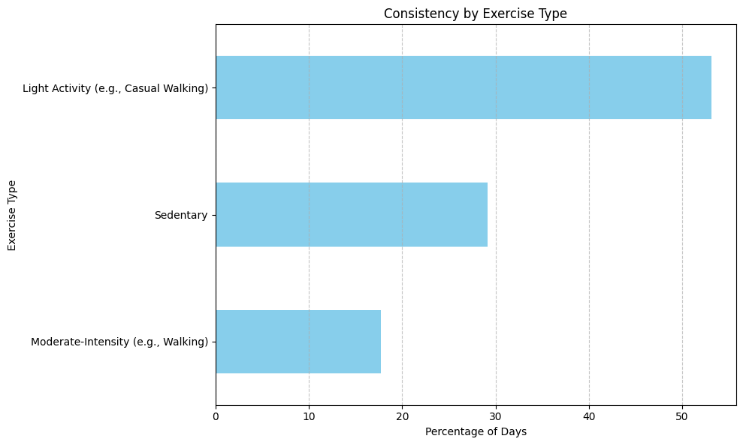 Consistency by Exercise Type
Exercise Type
Light Activity (e.g., Casual Walking)
Sedentary
Moderate-Intensity (e.g., Walking)
0 10 20 30 40 50
Percentage of Days